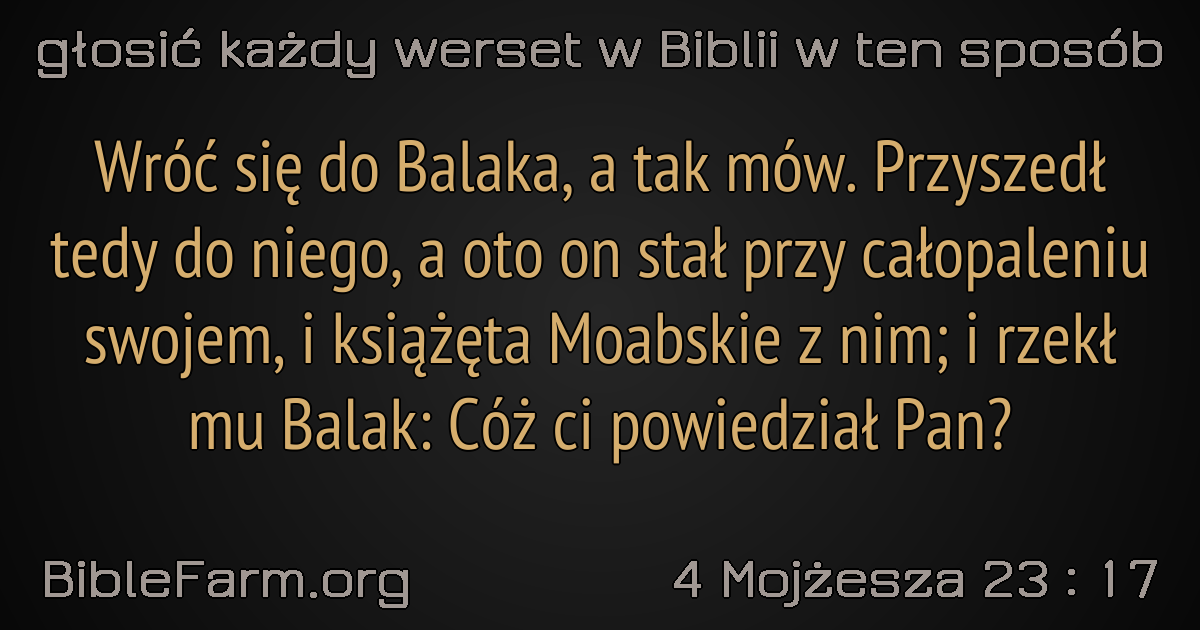 głosić każdy werset w Biblii w ten sposób
Wróć się do Balaka, a tak mów. Przyszedł
tedy do niego, a oto on stał przy całopaleniu
swojem, i książęta Moabskie z nim; i rzekł
mu Balak: Cóż ci powiedział Pan?
BibleFarm.org
4 Mojżesza 23 : 17